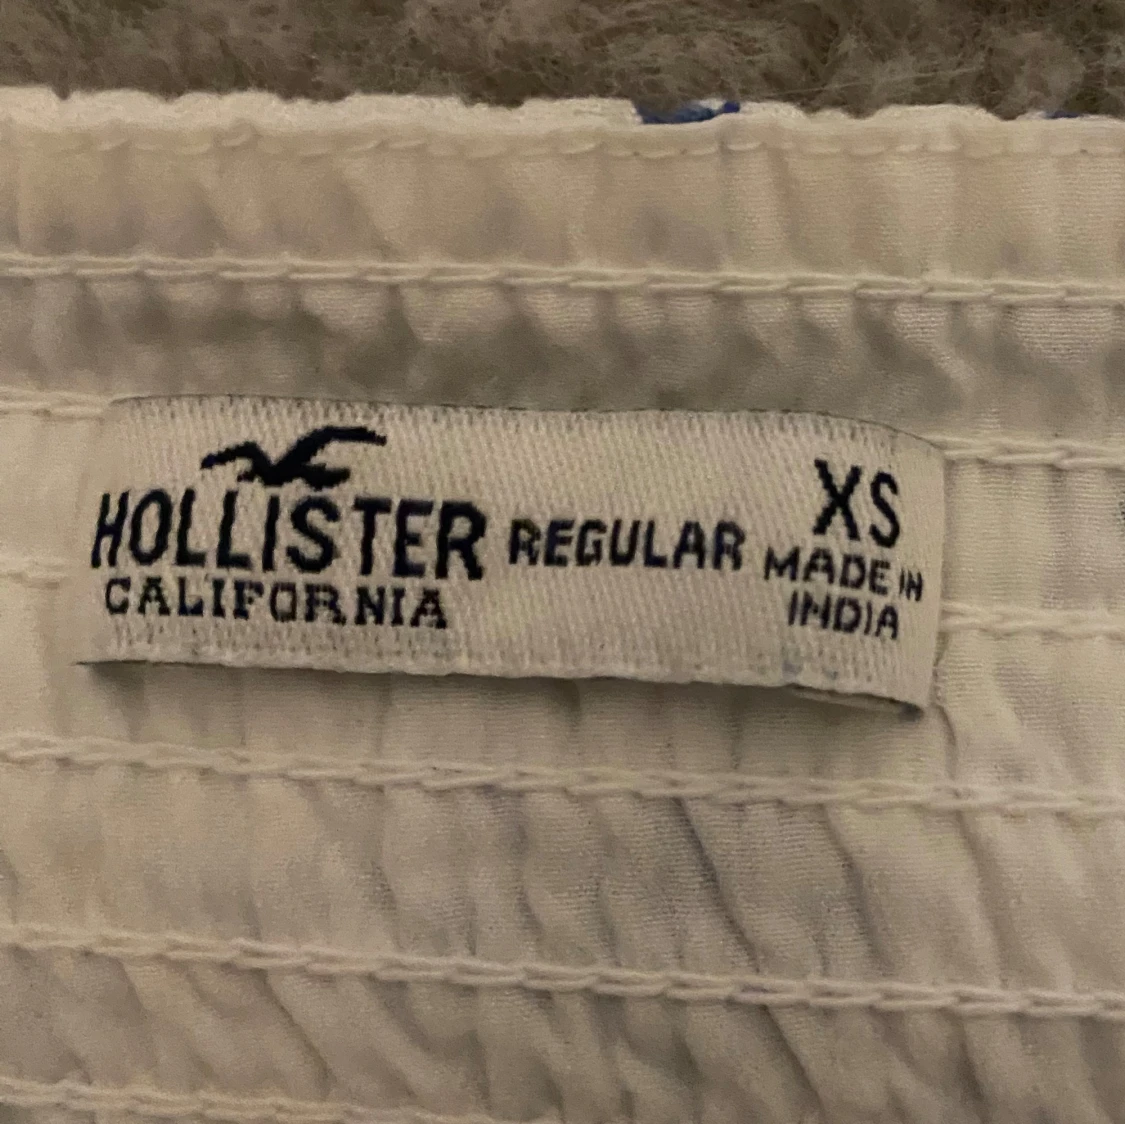 HOLLISTER
CALIFORNIA
REGULAR
XS
MADE IN
INDIA